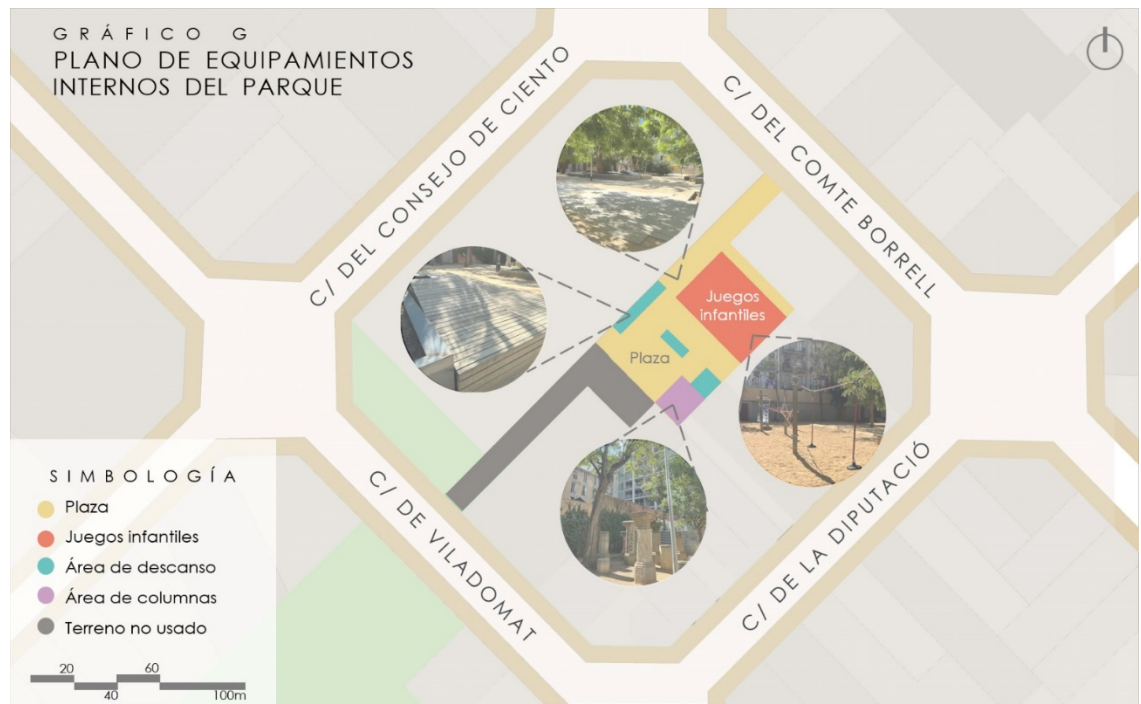 GRÁFICO G
PLANO DE EQUIPAMIENTOS
INTERNOS DEL PARQUE
C/ DEL CONSEJO DE CIENTO
C/ DEL COMTE BORRELL
Juegos
infantiles
Plaza
C/ DE VILADOMAT
C/ DE LA DIPUTACIÓ
SIMBOLOGÍA
Plaza
Juegos infantiles
Área de descanso
Área de columnas
Terreno no usado
20
60
40
100m